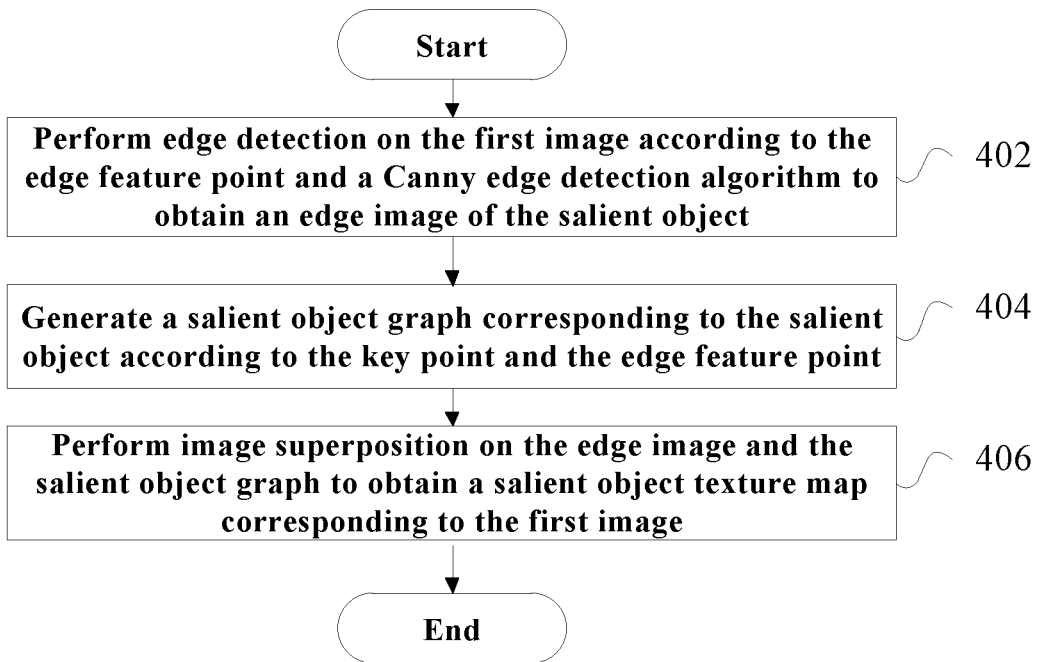 Start
Perform edge detection on the first image according to the
edge feature point and a Canny edge detection algorithm to
obtain an edge image of the salient object
402
Generate a salient object graph corresponding to the salient
object according to the key point and the edge feature point
404
Perform image superposition on the edge image and the
salient object graph to obtain a salient object texture map
corresponding to the first image
406
End